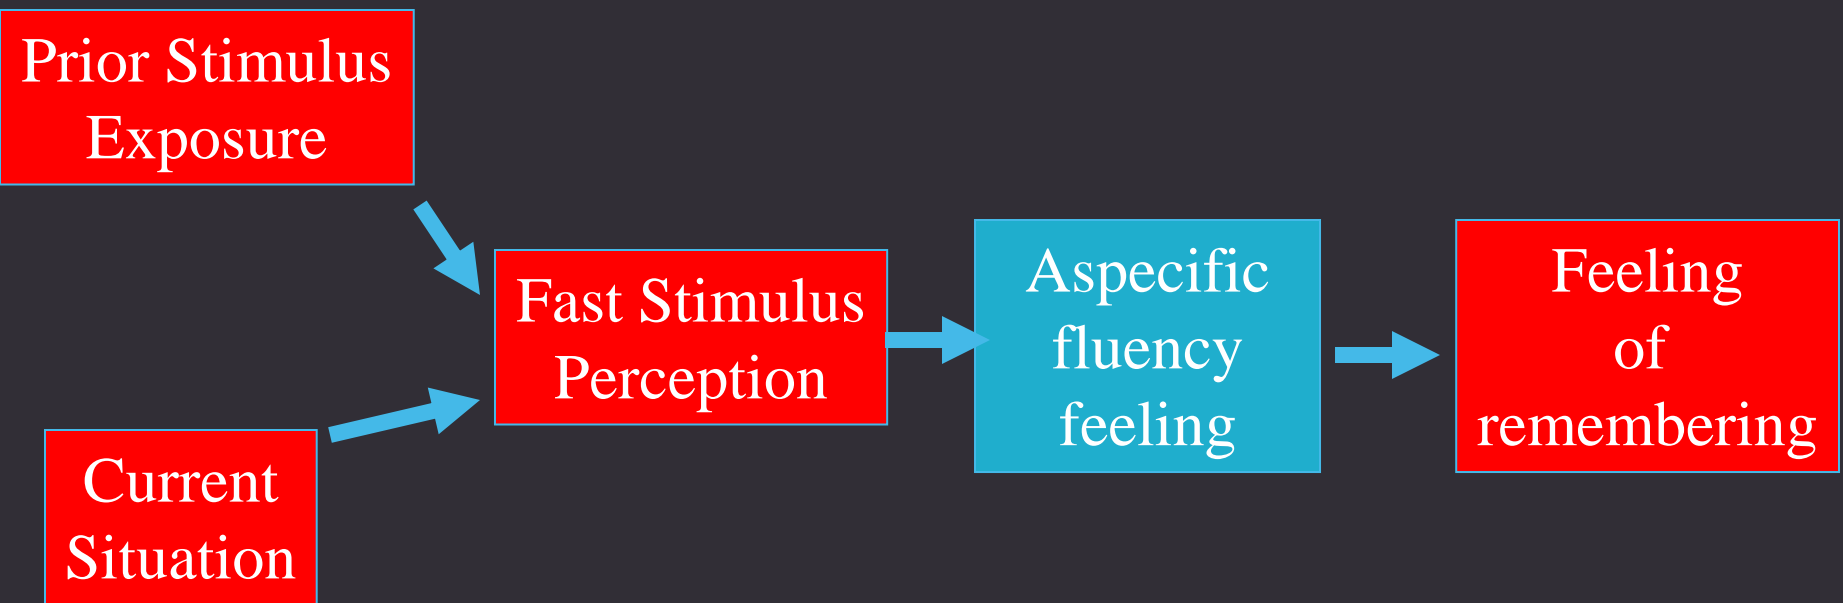 Prior Stimulus
Exposure
Current
Situation
Fast Stimulus
Perception
Aspecific
fluency
feeling
Feeling
of
remembering